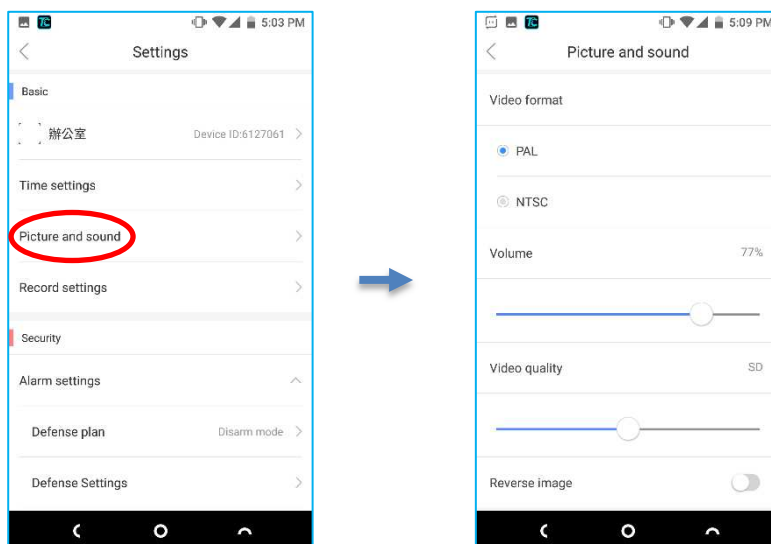 TC 5:03 PM
Settings
Basic
辦公室 Device ID:6127061
Time settings
Picture and sound
Record settings
Security
Alarm settings
Defense plan Disarm mode
Defense Settings
TC 5:09 PM
Picture and sound
Video format
PAL
NTSC
Volume 77%
Video quality SD
Reverse image